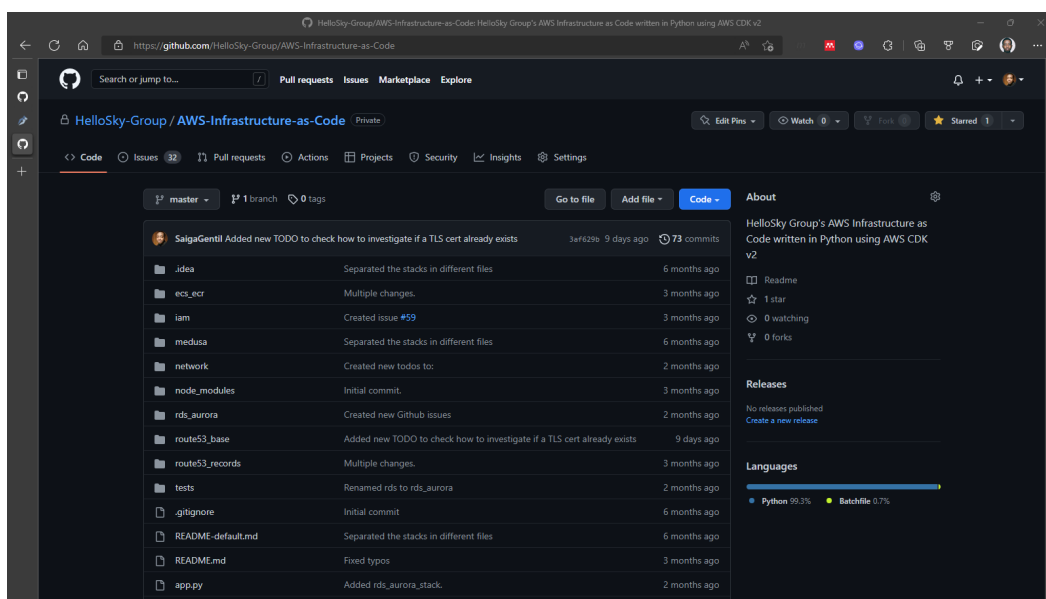 HelloSky-Group/AWS-Infrastructure-as-Code: HelloSky Group's AWS Infrastructure as Code written in Python using AWS CDK v2
https://github.com/HelloSky-Group/AWS-Infrastructure-as-Code
Search or jump to... / Pull requests Issues Marketplace Explore
HelloSky-Group / AWS-Infrastructure-as-Code Private
Edit Pins Watch 0 Fork 0 Starred 1
Code Issues 32 Pull requests Actions Projects Security Insights Settings
master 1 branch 0 tags Go to file Add file Code
SaigaGentil Added new TODO to check how to investigate if a TLS cert already exists 3af629b 9 days ago 73 commits
.idea Separated the stacks in different files 6 months ago
ecs_ecr Multiple changes. 3 months ago
iam Created issue #59 3 months ago
medusa Separated the stacks in different files 6 months ago
network Created new todos to: 2 months ago
node_modules Initial commit. 3 months ago
rds_aurora Created new Github issues 2 months ago
route53_base Added new TODO to check how to investigate if a TLS cert already exists 9 days ago
route53_records Multiple changes. 3 months ago
tests Renamed rds to rds_aurora 2 months ago
.gitignore Initial commit 6 months ago
README-default.md Separated the stacks in different files 6 months ago
README.md Fixed typos 3 months ago
app.py Added rds_aurora_stack. 2 months ago
About
HelloSky Group's AWS Infrastructure as
Code written in Python using AWS CDK
v2
Readme
1 star
0 watching
0 forks
Releases
No releases published
Create a new release
Languages
Python 99.3% Batchfile 0.7%